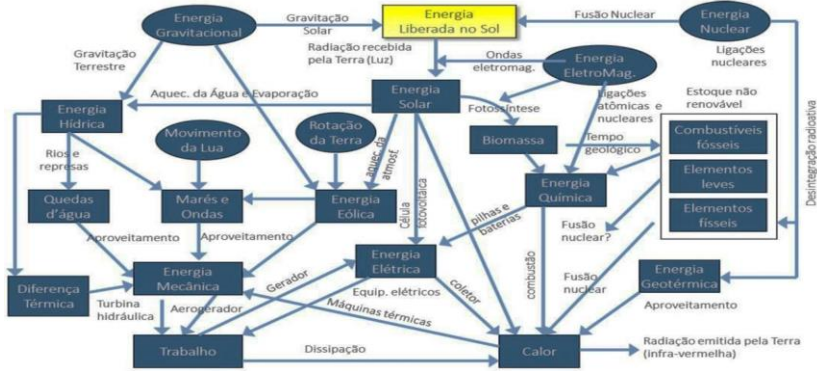 Energia
Gravitacional
Gravitação
Solar
Energia
Liberada no Sol
Fusão Nuclear
Energia
Nuclear
Gravitação
Terrestre
Radiação recebida
pela Terra (Luz)
Ondas
eletromag.
Energia
EletroMag.
Ligações
nucleares
Aquec. da Água e Evaporação
Energia
Solar
Fotossíntese
Ligações
atômicas e
nucleares
Estoque não
renovável
Energia
Hídrica
Movimento
da Lua
Rotação
da Terra
aquec. da
atmosf.
Biomassa
Tempo
geológico
Combustíveis
fósseis
Desintegração radioativa
Rios e
represas
Quedas
d'água
Marés e
Ondas
Energia
Eólica
Célula
fotovoltáica
Energia
Química
Elementos
leves
Elementos
físseis
Aproveitamento
Aproveitamento
pilhas e
baterias
Fusão
nuclear?
Diferença
Térmica
Energia
Mecânica
Gerador
Energia
Elétrica
coletor
combustão
Fusão
nuclear
Energia
Geotérmica
Turbina
hidráulica
Aerogerador
Equip. elétricos
Máquinas térmicas
Aproveitamento
Trabalho
Dissipação
Calor
Radiação emitida pela Terra
(infra-vermelha)